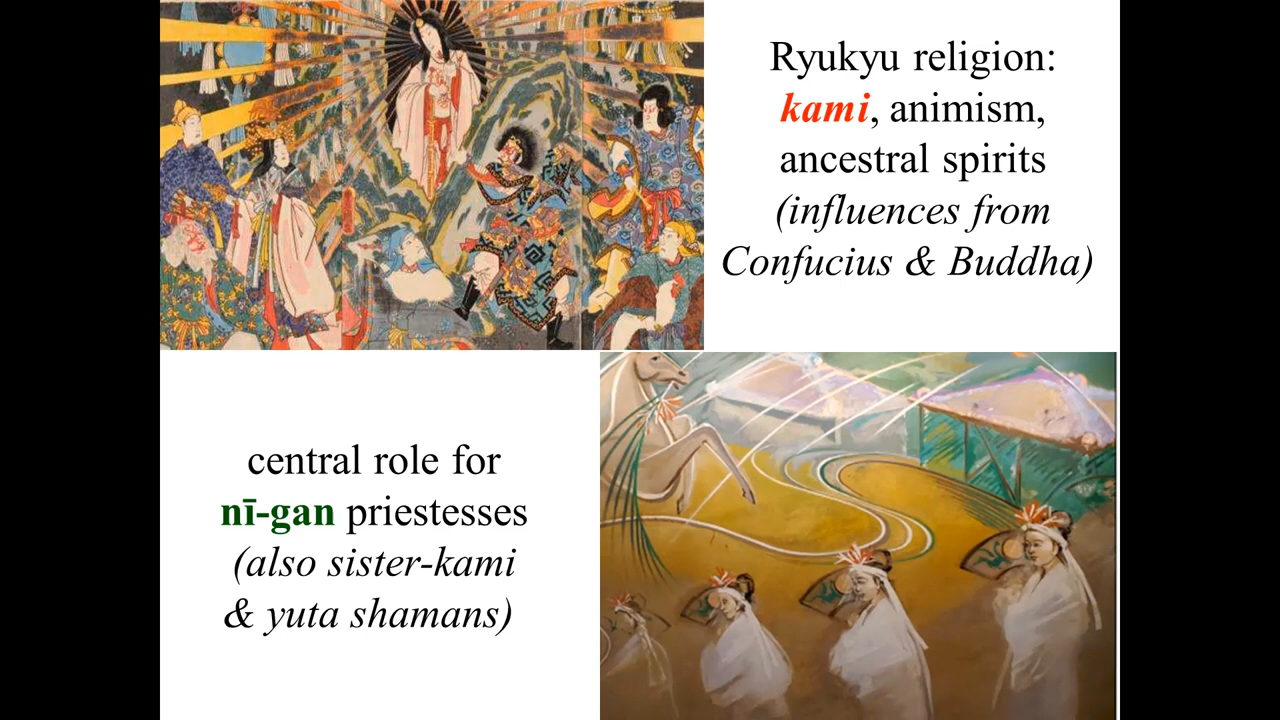 Ryukyu religion:
kami, animism,
ancestral spirits
(influences from
Confucius & Buddha)
central role for
nī-gan priestesses
(also sister-kami
& yuta shamans)